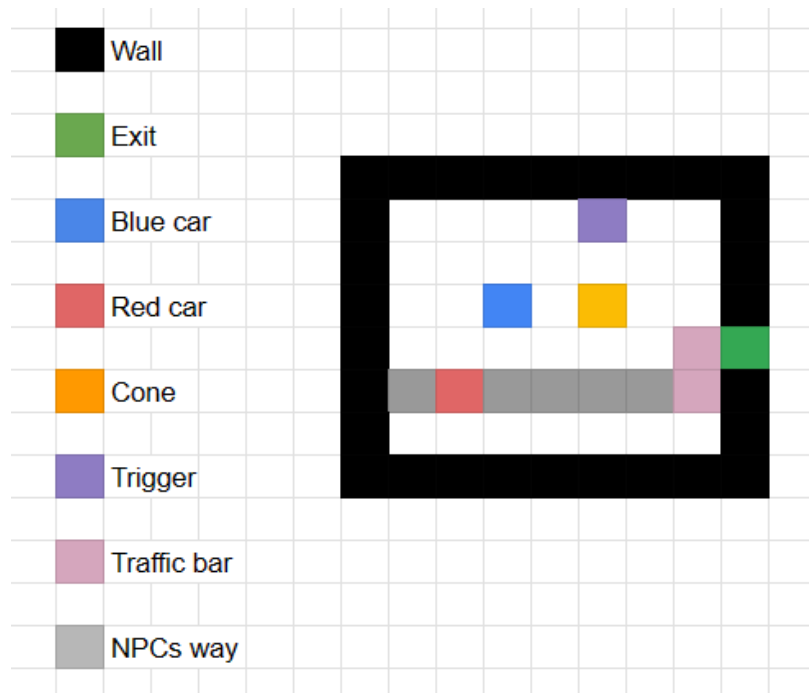 Wall
Exit
Blue car
Red car
Cone
Trigger
Traffic bar
NPCs way